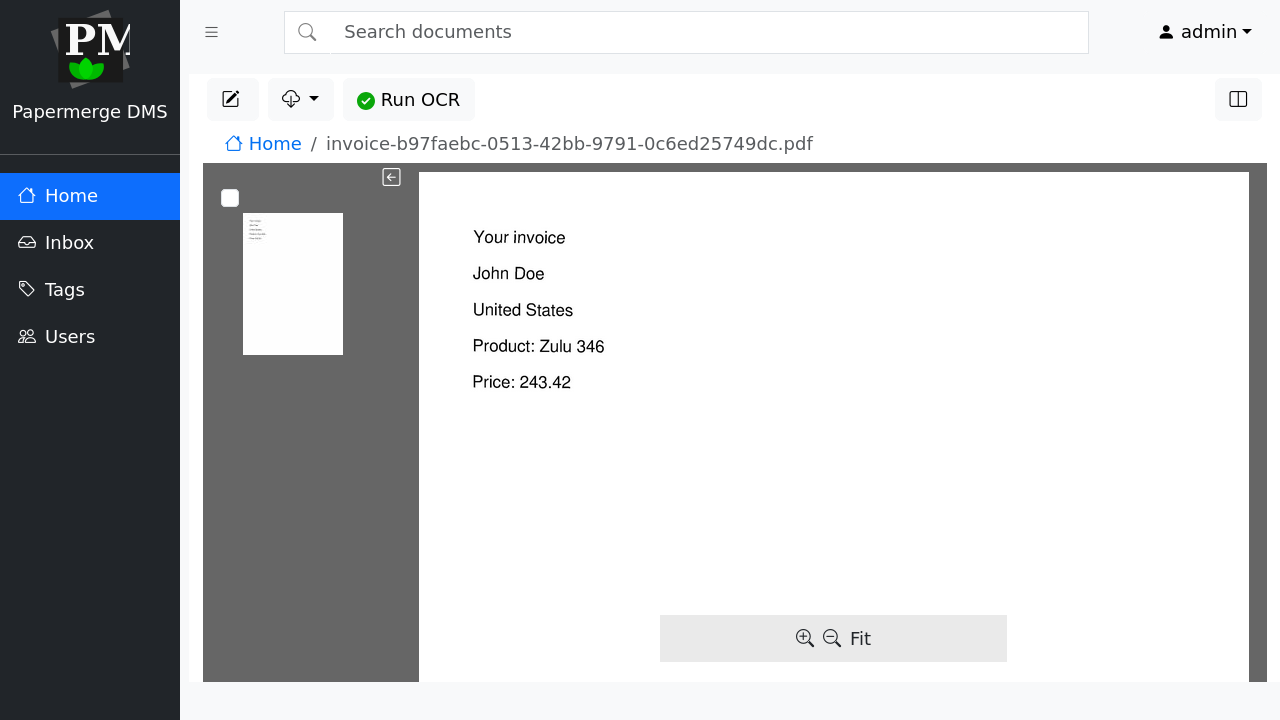 PM
Papermerge DMS
Home
Inbox
Tags
Users
Search documents
admin
Run OCR
Home / invoice-b97faebc-0513-42bb-9791-0c6ed25749dc.pdf
Your invoice
John Doe
United States
Product: Zulu 346
Price: 243.42
Fit